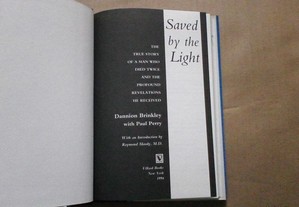 Saved
by the
Light
THE
TRUE STORY
OF A MAN WHO
DIED TWICE
AND THE
PROFOUND
REVELATIONS
HE RECEIVED
Dannion Brinkley
with Paul Perry
With an Introduction by
Raymond Moody, M.D.
V
Villard Books
New York
1994